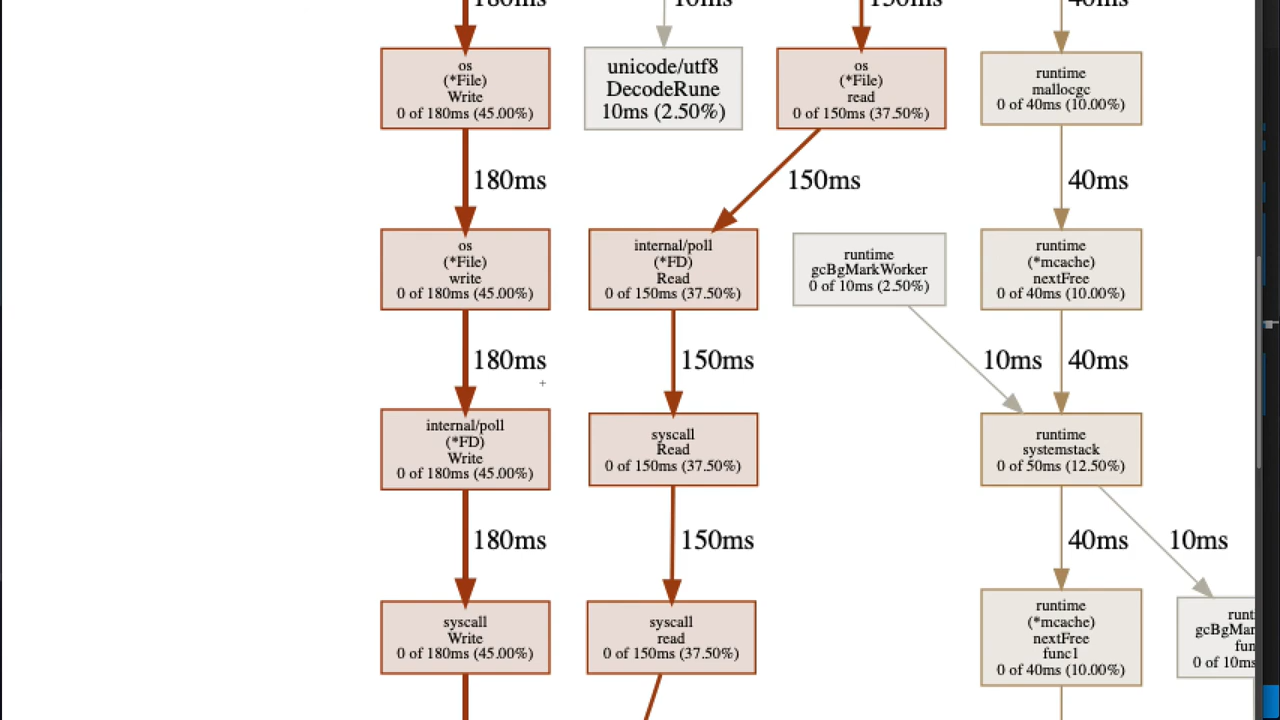 180ms
10ms
150ms
40ms
os
(*File)
Write
0 of 180ms (45.00%)
unicode/utf8
DecodeRune
10ms (2.50%)
os
(*File)
read
0 of 150ms (37.50%)
runtime
mallocgc
0 of 40ms (10.00%)
180ms
150ms
40ms
os
(*File)
write
0 of 180ms (45.00%)
internal/poll
(*FD)
Read
0 of 150ms (37.50%)
runtime
gcBgMarkWorker
0 of 10ms (2.50%)
runtime
(*mcache)
nextFree
0 of 40ms (10.00%)
180ms
150ms
10ms
40ms
internal/poll
(*FD)
Write
0 of 180ms (45.00%)
syscall
Read
0 of 150ms (37.50%)
runtime
systemstack
0 of 50ms (12.50%)
180ms
150ms
40ms
10ms
syscall
Write
0 of 180ms (45.00%)
syscall
read
0 of 150ms (37.50%)
runtime
(*mcache)
nextFree
func1
0 of 40ms (10.00%)
runt
gcBgMar
fun
0 of 10ms